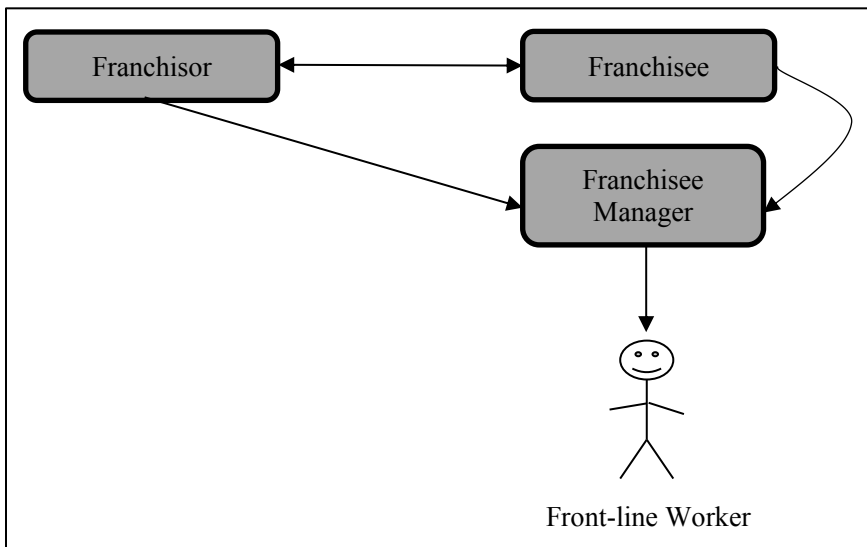 Franchisor
Franchisee
Franchisee
Manager
Front-line Worker